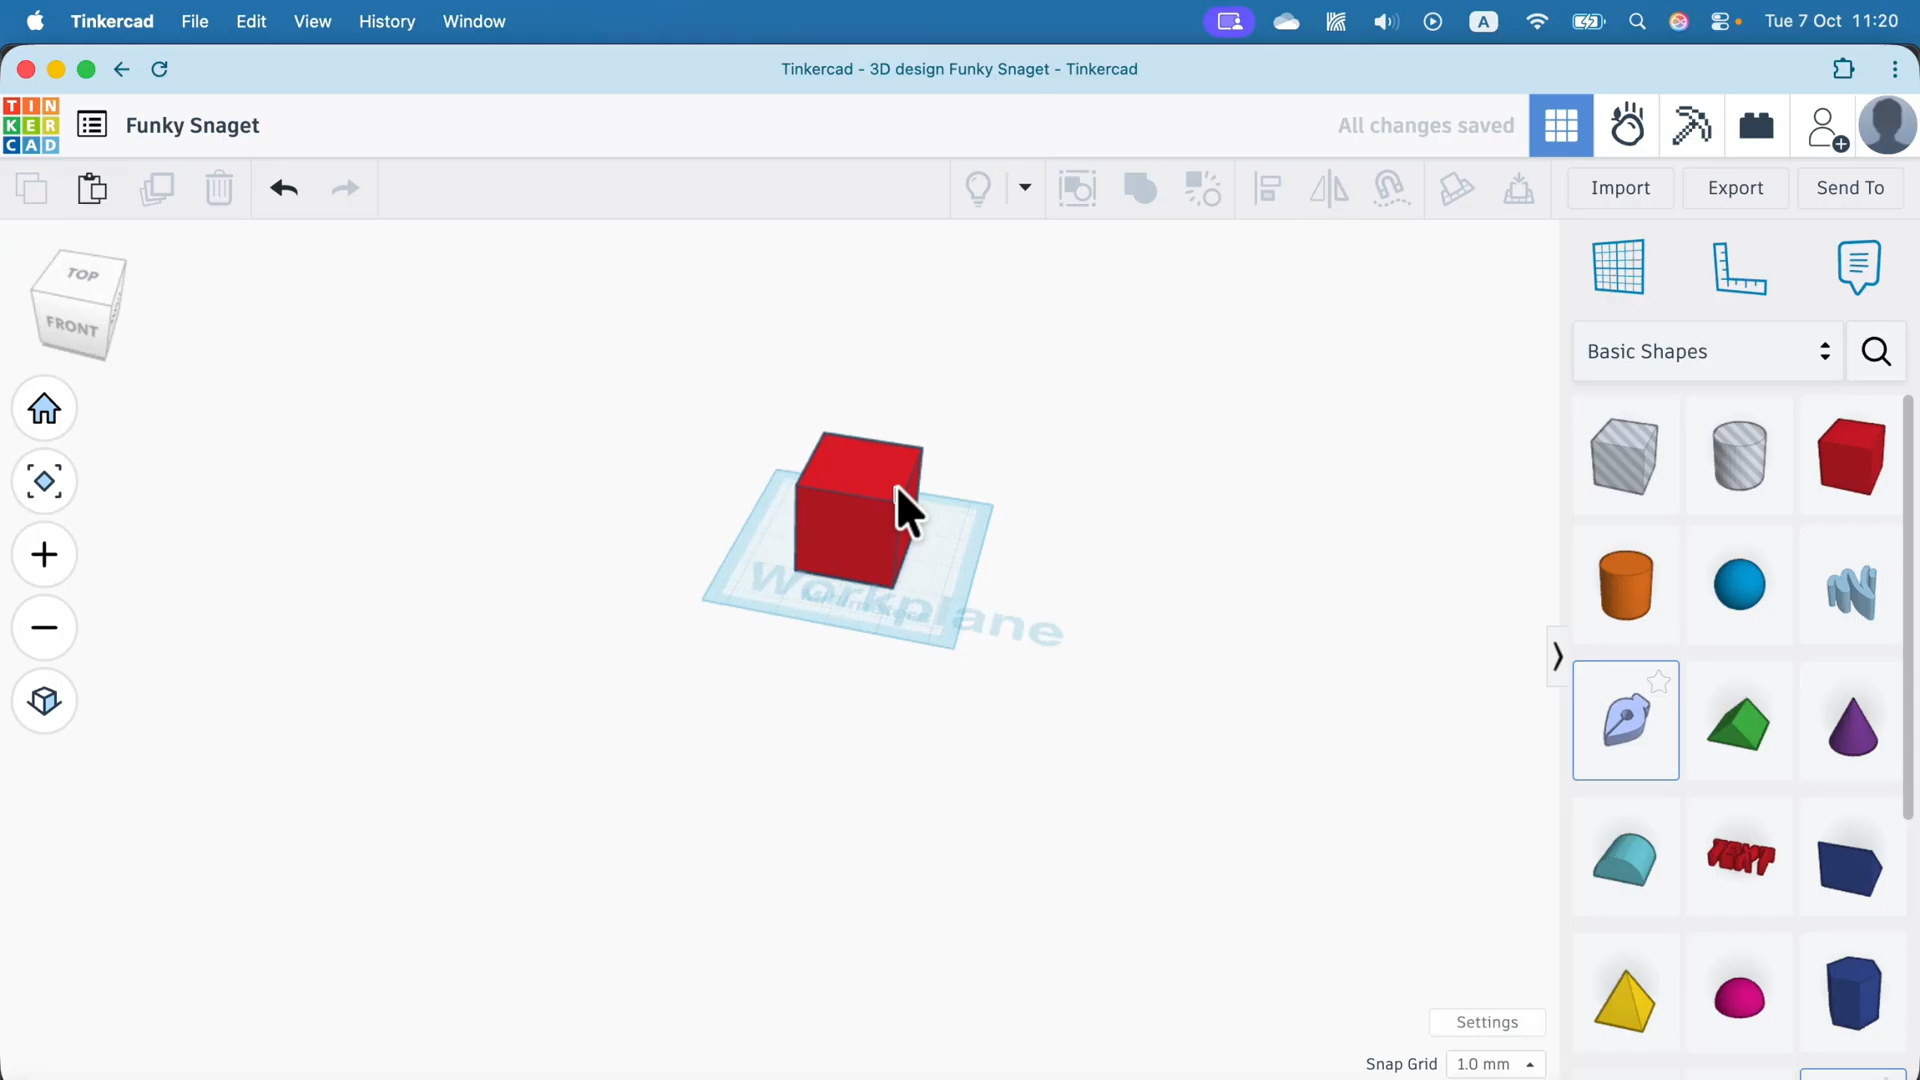 Tinkercad File Edit View History Window A Tue 7 Oct 11:20
Tinkercad - 3D design Funky Snaget - Tinkercad
TIN
KER
CAD
Funky Snaget
All changes saved
Import Export Send To
TOP
FRONT
Basic Shapes
Workplane
TEXT
Settings
Snap Grid 1.0 mm